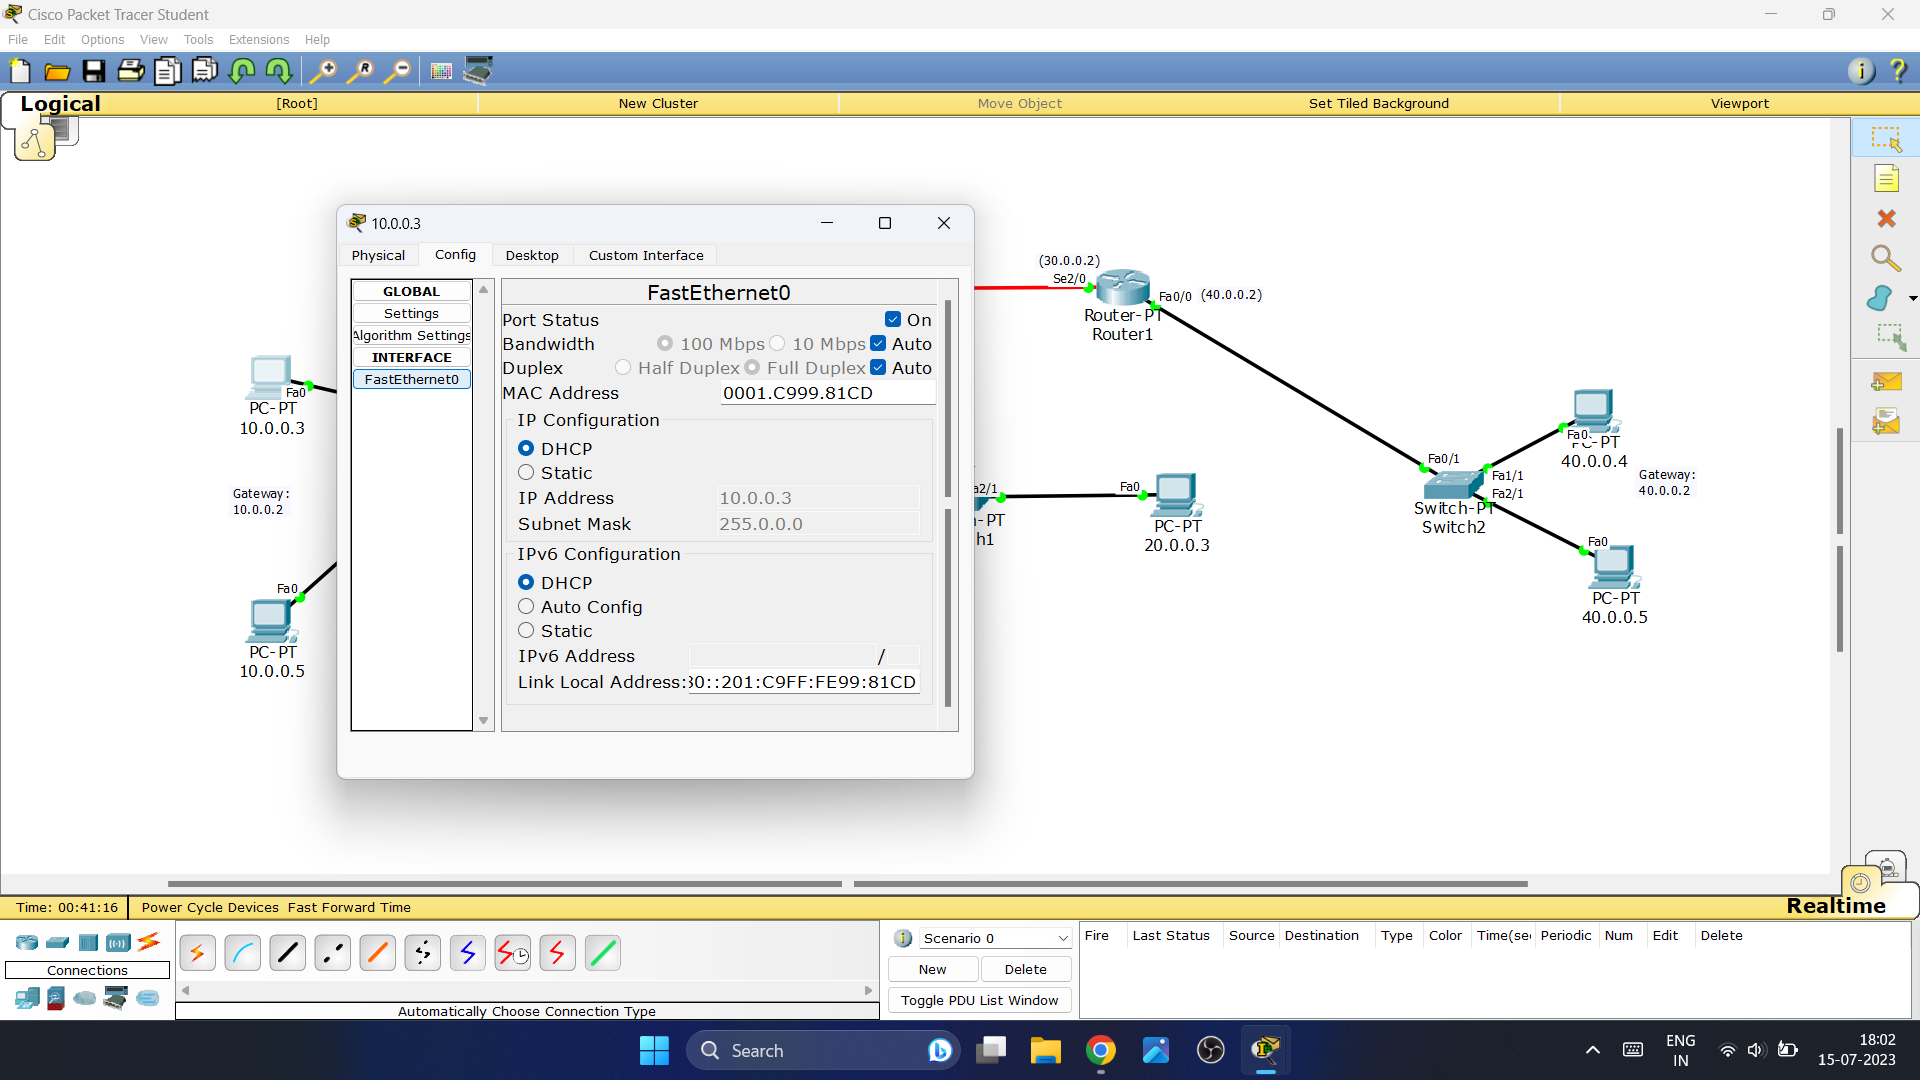 Cisco Packet Tracer Student
File Edit Options View Tools Extensions Help
Logical [Root] New Cluster Move Object Set Tiled Background Viewport
10.0.0.3
Physical Config Desktop Custom Interface
GLOBAL
Settings
Algorithm Settings
INTERFACE
FastEthernet0
FastEthernet0
Port Status On
Bandwidth 100 Mbps 10 Mbps Auto
Duplex Half Duplex Full Duplex Auto
MAC Address 0001.C999.81CD
IP Configuration
DHCP
Static
IP Address 10.0.0.3
Subnet Mask 255.0.0.0
IPv6 Configuration
DHCP
Auto Config
Static
IPv6 Address /
Link Local Address: 30::201:C9FF:FE99:81CD
Fa0
PC-PT
10.0.0.3
Gateway:
10.0.0.2
Fa0
PC-PT
10.0.0.5
(30.0.0.2)
Se2/0
Fa0/0 (40.0.0.2)
Router-PT
Router1
a2/1
-PT
h1
Fa0
PC-PT
20.0.0.3
Fa0/1
Fa1/1
Fa2/1
Switch-PT
Switch2
Fa0
PC-PT
40.0.0.4
Gateway:
40.0.0.2
Fa0
PC-PT
40.0.0.5
Time: 00:41:16 Power Cycle Devices Fast Forward Time
Realtime
Connections
Automatically Choose Connection Type
Scenario 0
New Delete
Toggle PDU List Window
Fire Last Status Source Destination Type Color Time(sec Periodic Num Edit Delete
Search
ENG
IN
18:02
15-07-2023